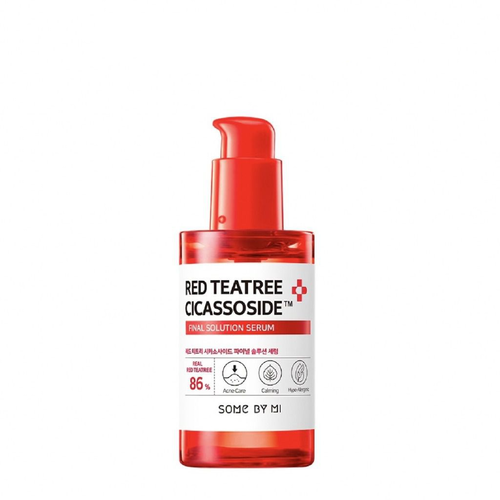 RED TEATREE
CICASSOSIDE™
FINAL SOLUTION SERUM
레드 티트리 시카소사이드 파이널 솔루션 세럼
REAL
RED TEATREE
86 %
Acne-Care
Calming
Hypo-Allergenic
SOME BY MI